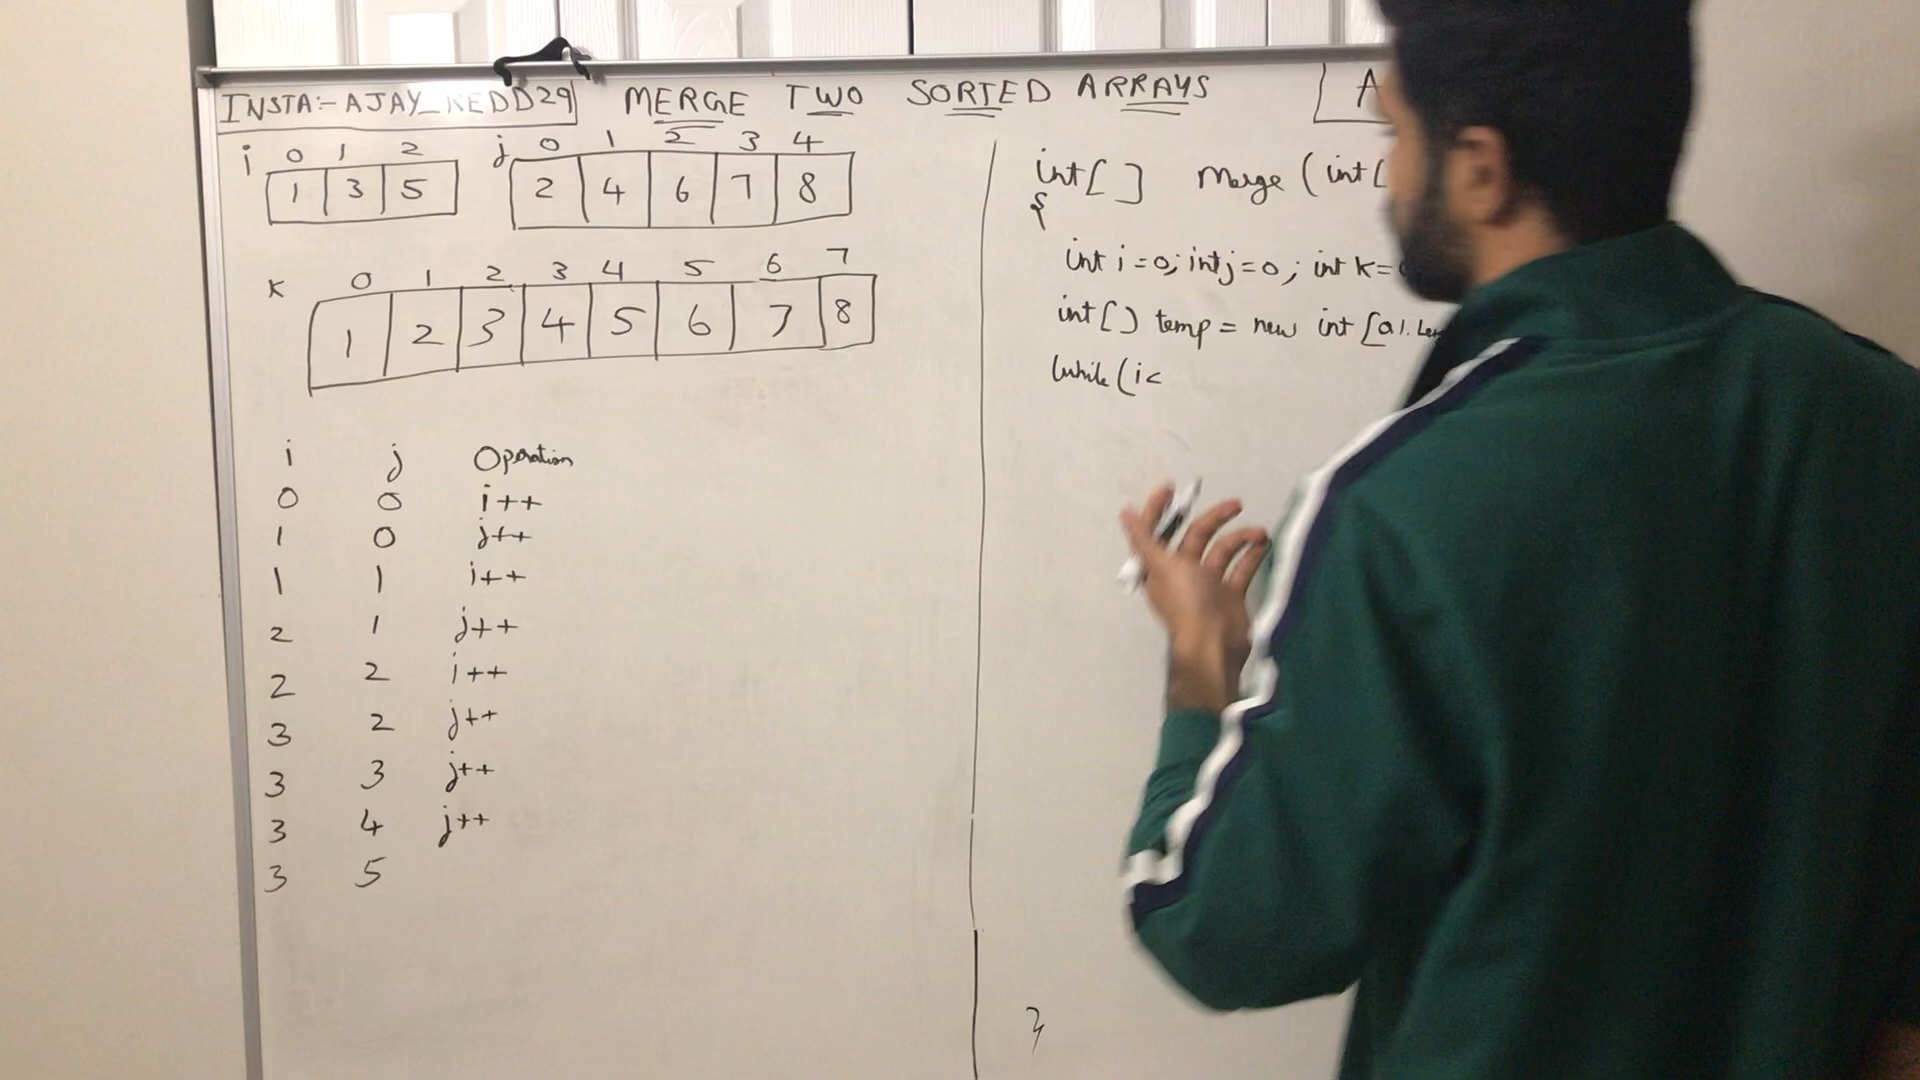 INSTA:- AJAY_NEDD29 MERGE TWO SORTED ARRAYS A
i 0 1 2
1 3 5
j 0 1 2 3 4
2 4 6 7 8
k 0 1 2 3 4 5 6 7
1 2 3 4 5 6 7 8
i j Operation
0 0 i++
1 0 j++
1 1 i++
2 1 j++
2 2 i++
3 2 j++
3 3 j++
3 4 j++
3 5
int[] Merge (int[
{
int i=0; int j=0; int k=
int[] temp = new int [a1.Len
while (i<
}